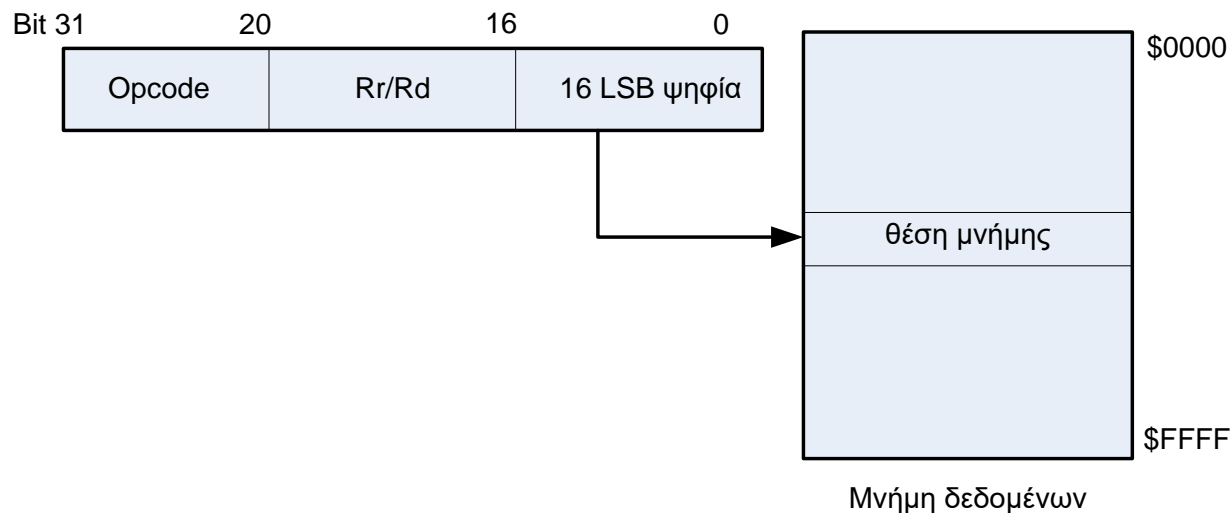 Bit 31 20 16 0
Opcode Rr/Rd 16 LSB ψηφία
$0000
θέση μνήμης
$FFFF
Μνήμη δεδομένων